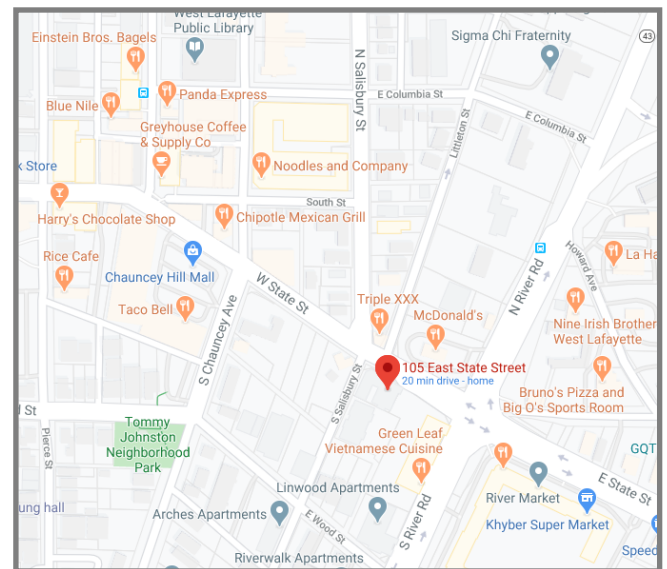 West Lafayette
Public Library
Einstein Bros. Bagels
Sigma Chi Fraternity
43
Panda Express
Blue Nile
N Salisbury St
E Columbia St
Littleton St
E Columbia St
Greyhouse Coffee
& Supply Co
k Store
Noodles and Company
South St
Harry's Chocolate Shop
Chipotle Mexican Grill
Rice Cafe
Chauncey Hill Mall
W State St
N River Rd
Howard Ave
La Ha
Taco Bell
S Chauncey Ave
Triple XXX
McDonald's
Nine Irish Brother
West Lafayette
105 East State Street
20 min drive - home
S Salisbury St
Bruno's Pizza and
Big O's Sports Room
d St
Pierce St
Tommy
Johnston
Neighborhood
Park
Green Leaf
Vietnamese Cuisine
GQT
E State St
Linwood Apartments
River Market
ung hall
Arches Apartments
E Wood St
S River Rd
Khyber Super Market
Speed
Riverwalk Apartments